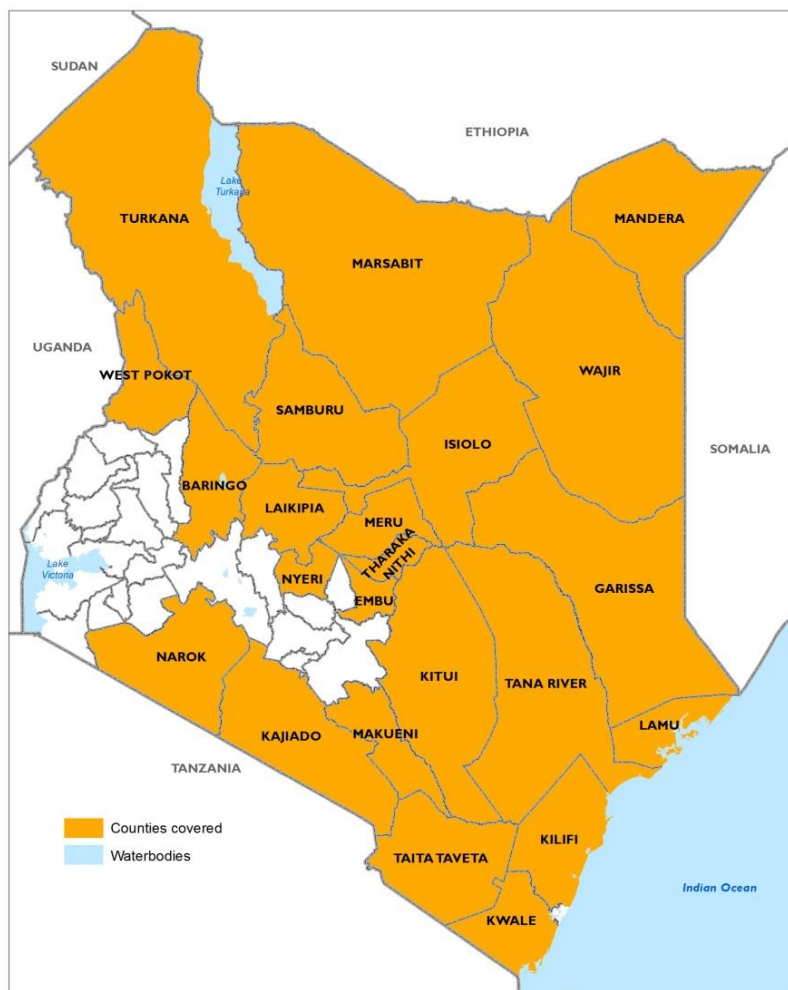 SUDAN
ETHIOPIA
Lake
Turkana
TURKANA
MANDERA
MARSABIT
UGANDA
WEST POKOT
WAJIR
SAMBURU
ISIOLO
SOMALIA
BARINGO
LAIKIPIA
MERU
THARAKA
NITHI
Lake
Victoria
NYERI
EMBU
GARISSA
NAROK
KITUI
TANA RIVER
KAJIADO
MAKUENI
LAMU
TANZANIA
Counties covered
Waterbodies
KILIFI
TAITA TAVETA
Indian Ocean
KWALE